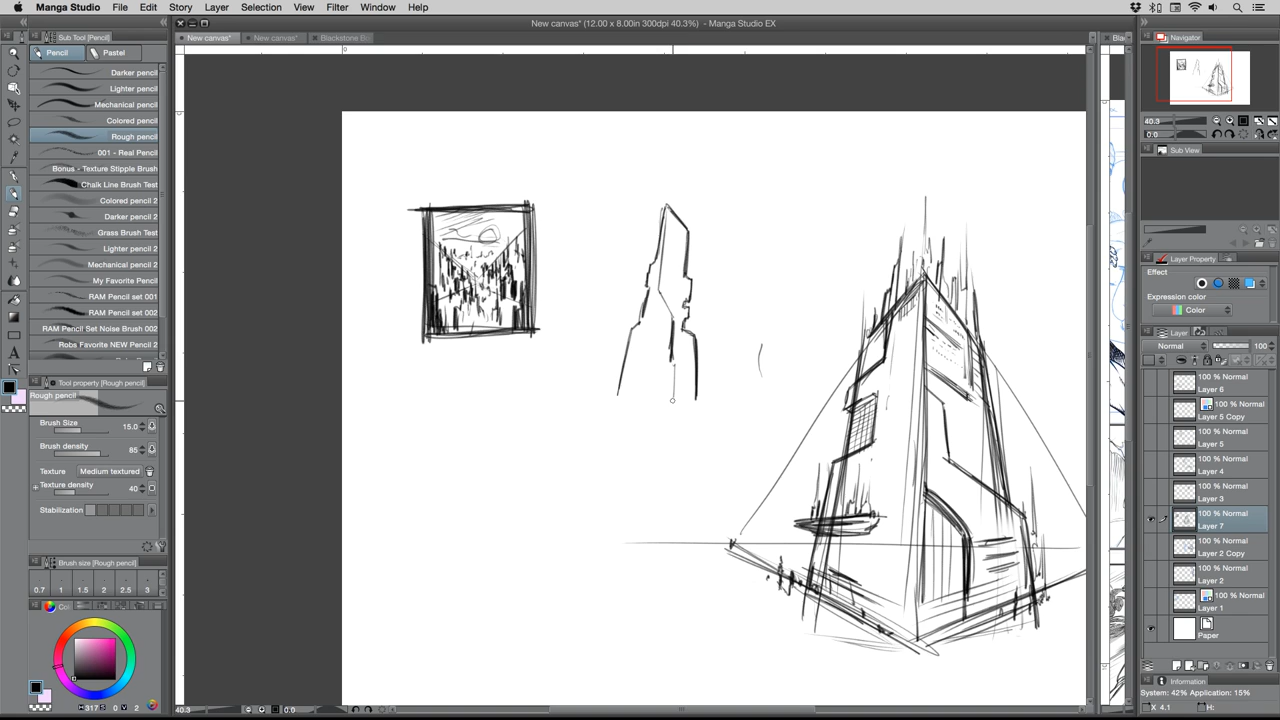 Manga Studio File Edit Story Layer Selection View Filter Window Help
New canvas* (12.00 x 8.00in 300dpi 40.3%) - Manga Studio EX
Sub Tool [Pencil]
New canvas* New canvas*
Pencil Pastel
Darker pencil
Lighter pencil
Mechanical pencil
Colored pencil
Rough pencil
001 - Real Pencil
Bonus - Texture Stipple Brush
Chalk Line Brush Test
Colored pencil 2
Darker pencil 2
Grass Brush Test
Lighter pencil 2
Mechanical pencil 2
My Favorite Pencil
RAM Pencil set 001
RAM Pencil set 002
RAM Pencil Set Noise Brush 002
Robs Favorite NEW Pencil 2
Tool property [Rough pencil]
Rough pencil
Brush Size 15.0
Brush density 85
Texture Medium textured
Texture density 40
Stabilization
Brush size [Rough pencil]
0.7 1 1.5 2 2.5 3
H 317 S 0 V 2
40.3 0.0
Navigator
40.3
0.0
Sub View
Layer Property
Effect
Expression color
Color
Layer
Normal 100
100 % Normal
Layer 6
100 % Normal
Layer 5 Copy
100 % Normal
Layer 5
100 % Normal
Layer 4
100 % Normal
Layer 3
100 % Normal
Layer 7
100 % Normal
Layer 2 Copy
100 % Normal
Layer 2
100 % Normal
Layer 1
Paper
Information
System: 42% Application: 15%
X 4.1 H: